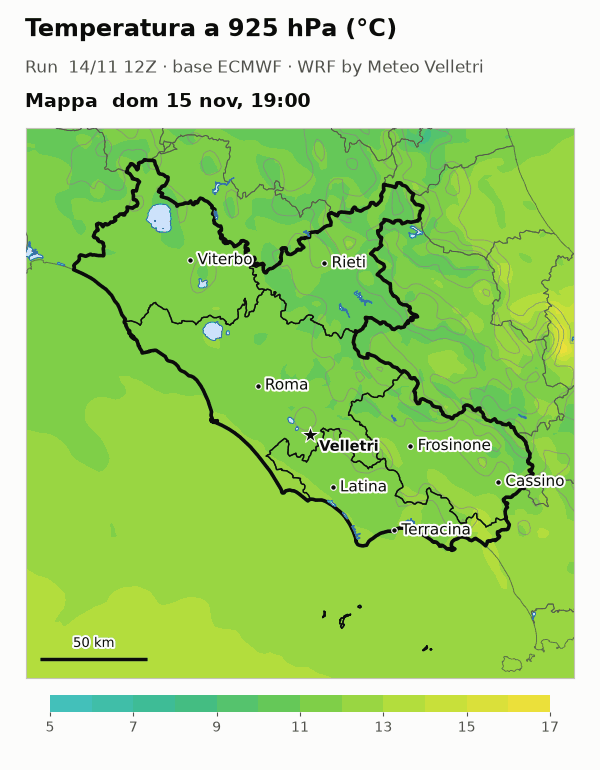 Temperatura a 925 hPa (°C)
Run  14/11 12Z · base ECMWF · WRF by Meteo Velletri
Mappa  dom 15 nov, 19:00
Viterbo
Rieti
Roma
Velletri
Frosinone
Latina
Cassino
Terracina
50 km
5 7 9 11 13 15 17